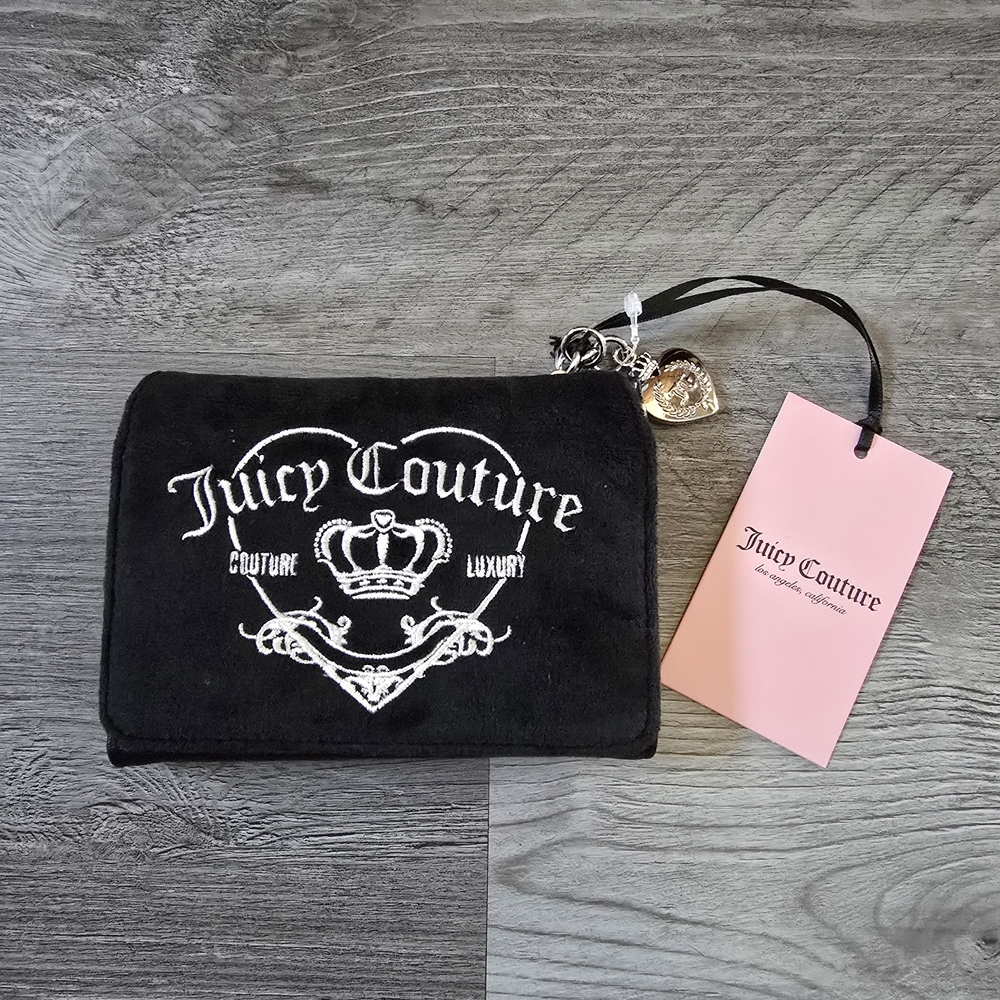 Juicy Couture
COUTURE LUXURY
Juicy Couture
los angeles, california